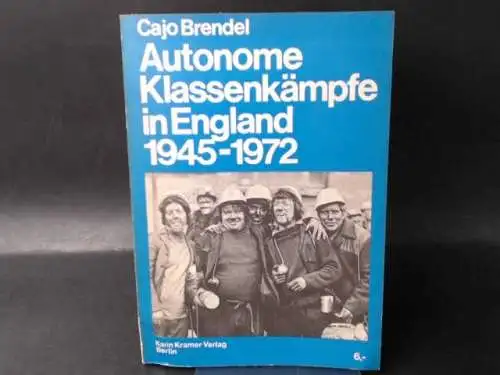 Cajo Brendel
Autonome
Klassenkämpfe
in England
1945-1972
Karin Kramer Verlag
Berlin
6,-